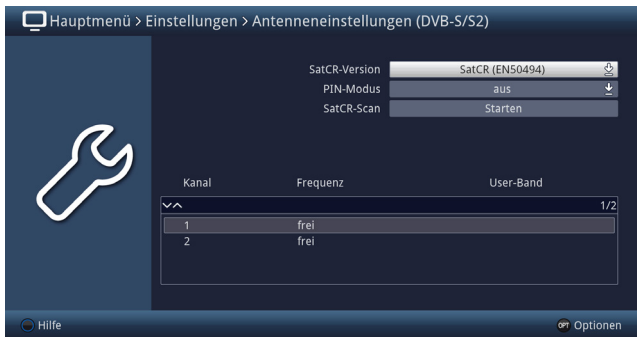 Hauptmenü > Einstellungen > Antenneneinstellungen (DVB-S/S2)
SatCR-Version SatCR (EN50494)
PIN-Modus aus
SatCR-Scan Starten
Kanal Frequenz User-Band
1/2
1 frei
2 frei
Hilfe OPT Optionen